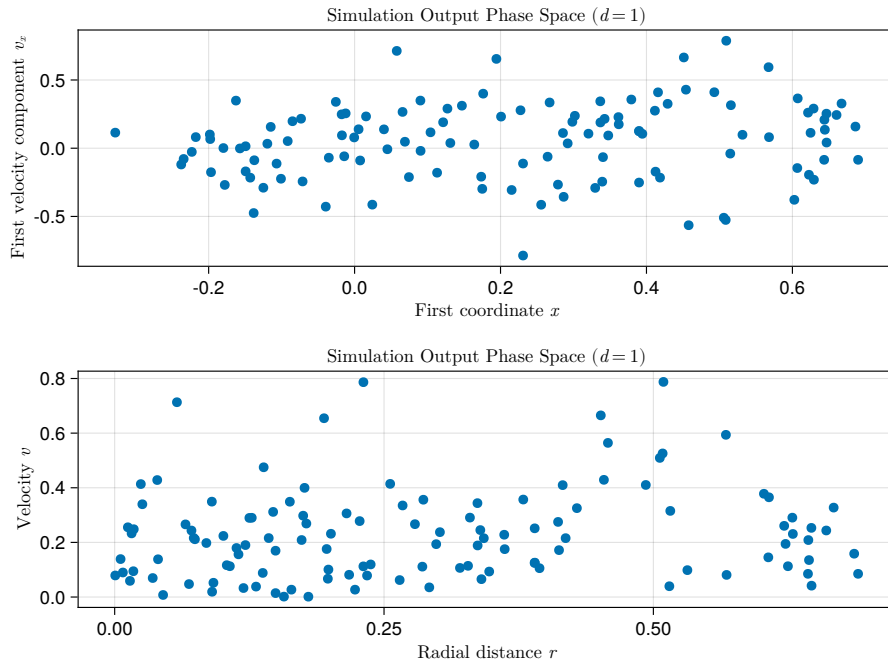 Simulation Output Phase Space (d = 1)
First velocity component vₓ
0.5
0.0
-0.5
-0.2
0.0
0.2
0.4
0.6
First coordinate x
Simulation Output Phase Space (d = 1)
Velocity v
0.8
0.6
0.4
0.2
0.0
0.00
0.25
0.50
Radial distance r